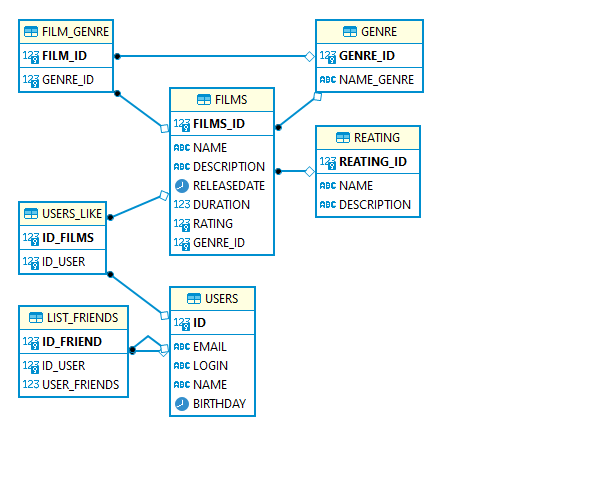 FILM_GENRE
123 FILM_ID
123 GENRE_ID
GENRE
123 GENRE_ID
ABC NAME_GENRE
FILMS
123 FILMS_ID
ABC NAME
ABC DESCRIPTION
RELEASEDATE
123 DURATION
ABC RATING
123 GENRE_ID
REATING
123 REATING_ID
ABC NAME
ABC DESCRIPTION
USERS_LIKE
123 ID_FILMS
123 ID_USER
USERS
123 ID
ABC EMAIL
ABC LOGIN
ABC NAME
BIRTHDAY
LIST_FRIENDS
123 ID_FRIEND
123 ID_USER
123 USER_FRIENDS